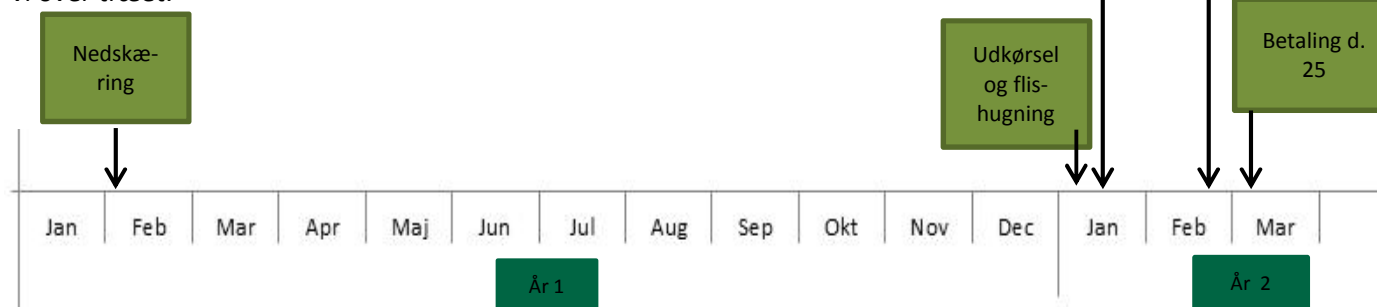 Nedskæ-
ring
Udkørsel
og flis-
hugning
Betaling d.
25
Jan Feb Mar Apr Maj Jun Jul Aug Sep Okt Nov Dec Jan Feb Mar
År 1
År 2